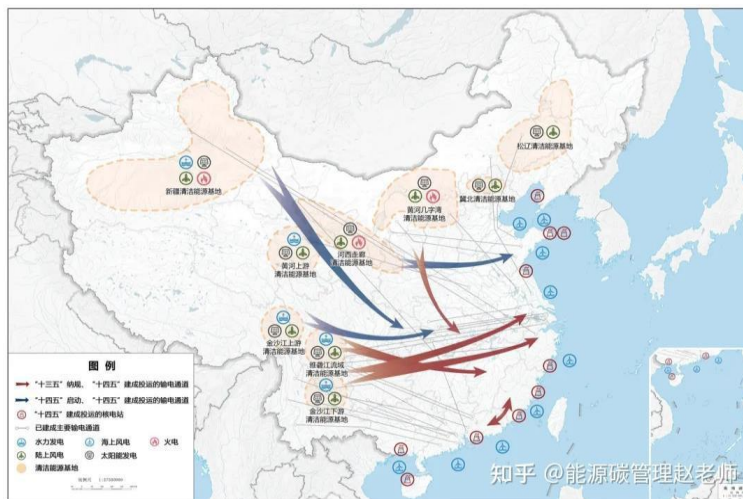 松辽清洁能源基地
新疆清洁能源基地
黄河几字湾
清洁能源基地
冀北清洁能源基地
黄河上游
清洁能源基地
河西走廊
清洁能源基地
金沙江上游
清洁能源基地
雅砻江流域
清洁能源基地
金沙江下游
清洁能源基地
图 例
“十三五”纳规、“十四五”建成投运的输电通道
“十四五”启动、“十四五”建成投运的输电通道
“十四五”建成投运的核电站
已建成主要输电通道
水力发电 海上风电 火电
陆上风电 太阳能发电
清洁能源基地
知乎 @能源碳管理赵老师